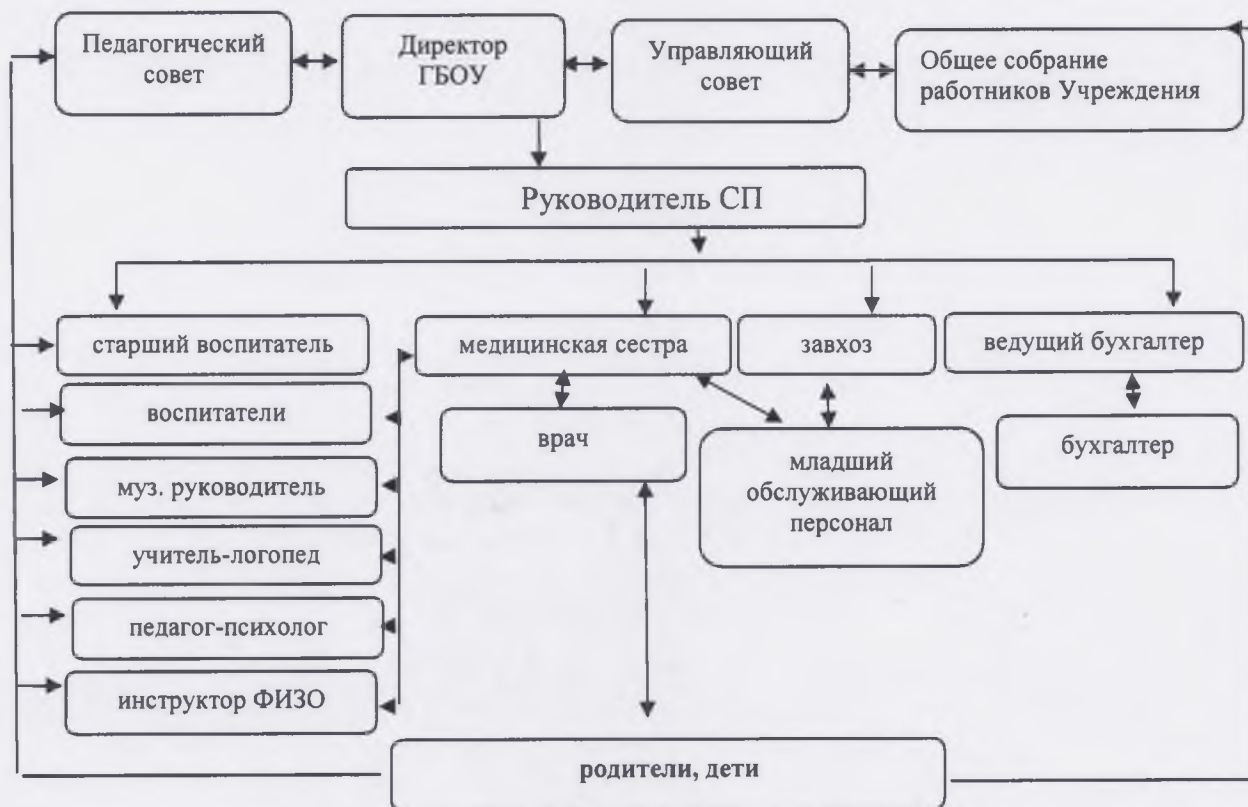 Педагогический
совет
Директор
ГБОУ
Управляющий
совет
Общее собрание
работников Учреждения
Руководитель СП
старший воспитатель
медицинская сестра
завхоз
ведущий бухгалтер
воспитатели
врач
младший
обслуживающий
персонал
бухгалтер
муз. руководитель
учитель-логопед
педагог-психолог
инструктор ФИЗО
родители, дети